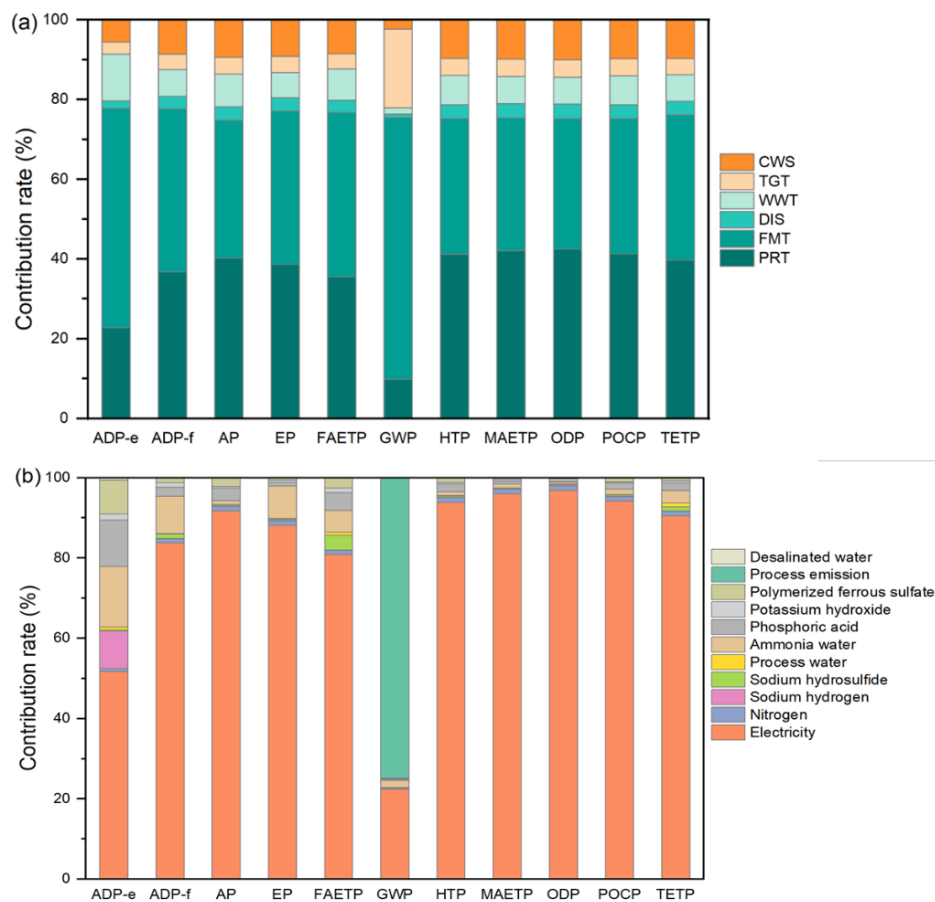 (a)
Contribution rate (%)
100
80
60
40
20
0
ADP-e ADP-f AP EP FAETP GWP HTP MAETP ODP POCP TETP
CWS
TGT
WWT
DIS
FMT
PRT
(b)
Contribution rate (%)
100
80
60
40
20
0
ADP-e ADP-f AP EP FAETP GWP HTP MAETP ODP POCP TETP
Desalinated water
Process emission
Polymerized ferrous sulfate
Potassium hydroxide
Phosphoric acid
Ammonia water
Process water
Sodium hydrosulfide
Sodium hydrogen
Nitrogen
Electricity